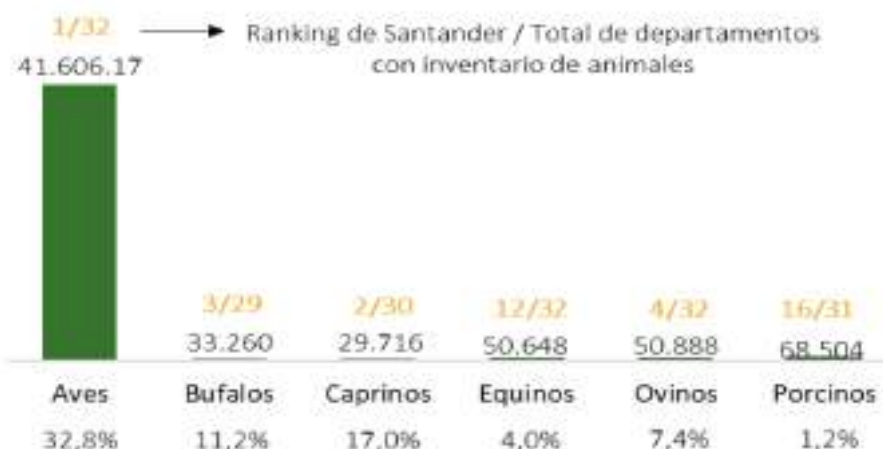 1/32
Ranking de Santander / Total de departamentos
con inventario de animales
41.606.17
3/29 2/30 12/32 4/32 16/31
33.260 29.716 50.648 50.888 68.504
Aves Bufalos Caprinos Equinos Ovinos Porcinos
32,8% 11,2% 17,0% 4,0% 7,4% 1,2%